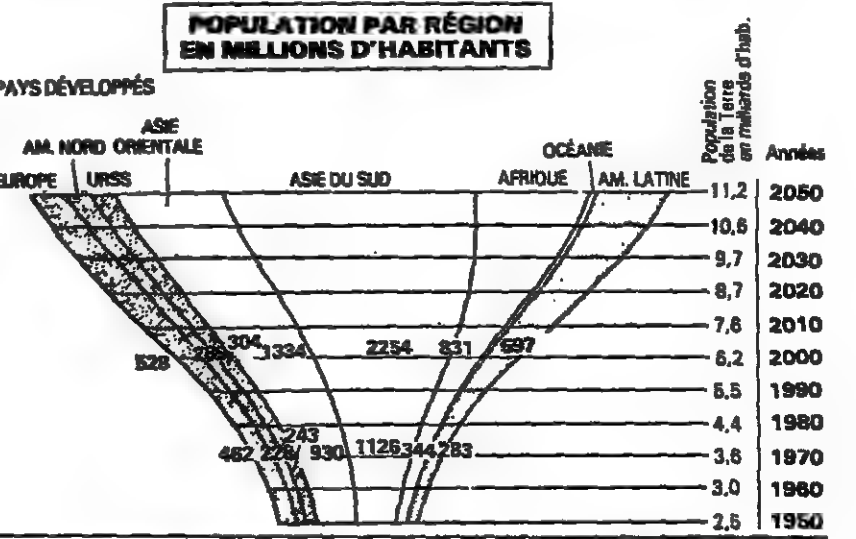 POPULATION PAR RÉGION
EN MILLIONS D'HABITANTS
PAYS DÉVELOPPÉS
ASIE
AM. NORD ORIENTALE
OCÉANIE
EUROPE URSS ASIE DU SUD AFRIQUE AM. LATINE
Population
de la Terre
en milliards d'hab.
Années
11,2 2050
10,6 2040
9,7 2030
8,7 2020
7,6 2010
528 304 1334 2254 831 697 6,2 2000
5,5 1990
4,4 1980
243
462 228 930 1126 344 283 3,6 1970
3,0 1960
2,5 1950